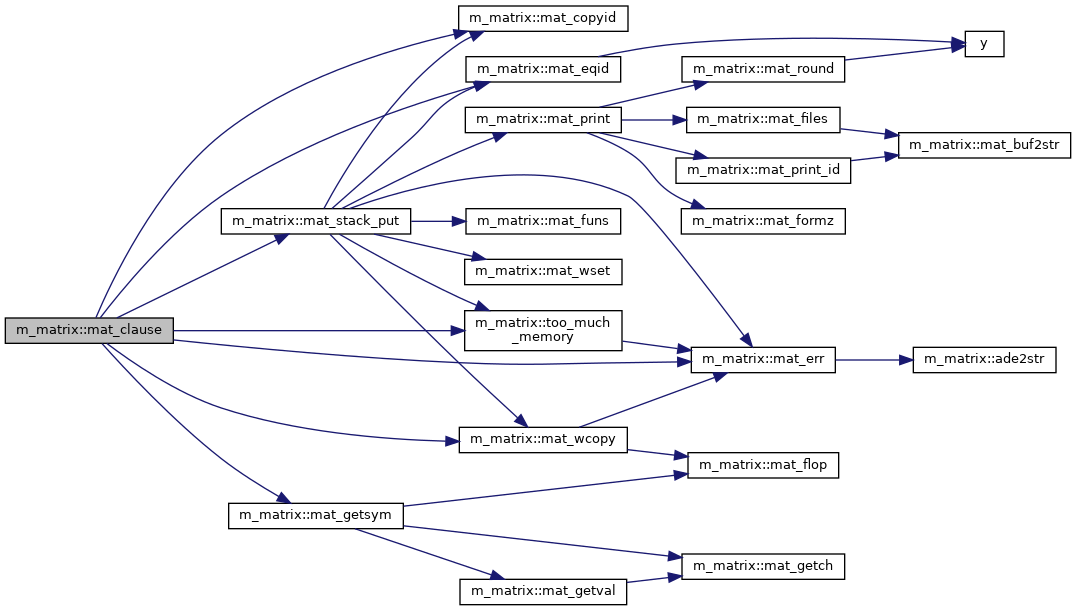 m_matrix::mat_copyid
y
m_matrix::mat_eqid
m_matrix::mat_round
m_matrix::mat_print
m_matrix::mat_files
m_matrix::mat_buf2str
m_matrix::mat_print_id
m_matrix::mat_stack_put
m_matrix::mat_funs
m_matrix::mat_formz
m_matrix::mat_wset
m_matrix::mat_clause
m_matrix::too_much
_memory
m_matrix::mat_err
m_matrix::ade2str
m_matrix::mat_wcopy
m_matrix::mat_flop
m_matrix::mat_getsym
m_matrix::mat_getch
m_matrix::mat_getval